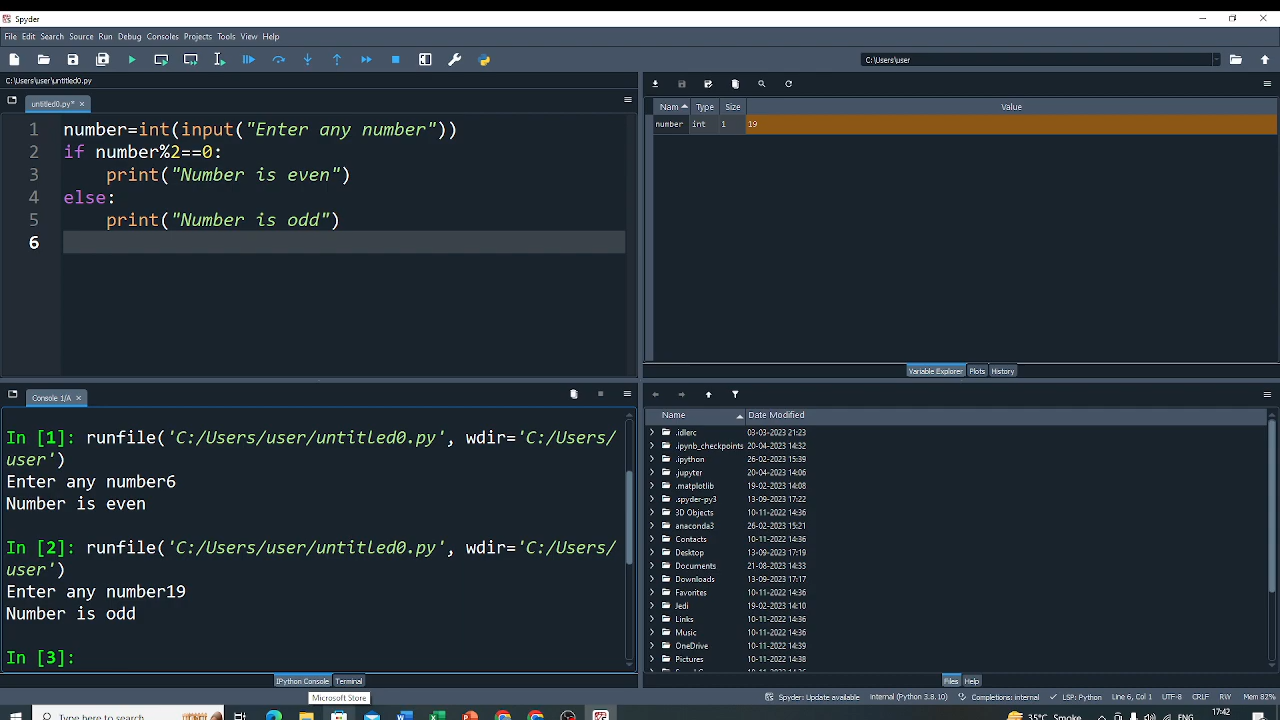 Spyder
File Edit Search Source Run Debug Consoles Projects Tools View Help
C:\Users\user
C:\Users\user\untitled0.py
untitled0.py*
1 number=int(input("Enter any number"))
2 if number%2==0:
3 print("Number is even")
4 else:
5 print("Number is odd")
6
Nam Type Size Value
number int 1 19
Variable Explorer Plots History
Console 1/A
In [1]: runfile('C:/Users/user/untitled0.py', wdir='C:/Users/
user')
Enter any number6
Number is even
In [2]: runfile('C:/Users/user/untitled0.py', wdir='C:/Users/
user')
Enter any number19
Number is odd
In [3]:
IPython Console Terminal
Name Date Modified
.idlerc 03-03-2023 21:23
.ipynb_checkpoints 20-04-2023 14:32
.ipython 26-02-2023 15:39
.jupyter 20-04-2023 14:06
.matplotlib 19-02-2023 14:08
.spyder-py3 13-09-2023 17:22
3D Objects 10-11-2022 14:36
anaconda3 26-02-2023 15:21
Contacts 10-11-2022 14:36
Desktop 13-09-2023 17:19
Documents 21-08-2023 14:33
Downloads 13-09-2023 17:17
Favorites 10-11-2022 14:36
Jedi 19-02-2023 14:10
Links 10-11-2022 14:36
Music 10-11-2022 14:36
OneDrive 10-11-2022 14:39
Pictures 10-11-2022 14:38
Files Help
Microsoft Store
Spyder: Update available internal (Python 3.8.10) Completions: internal LSP: Python Line 6, Col 1 UTF-8 CRLF RW Mem 82%
Type here to search
35°C Smoke
ENG
17:42